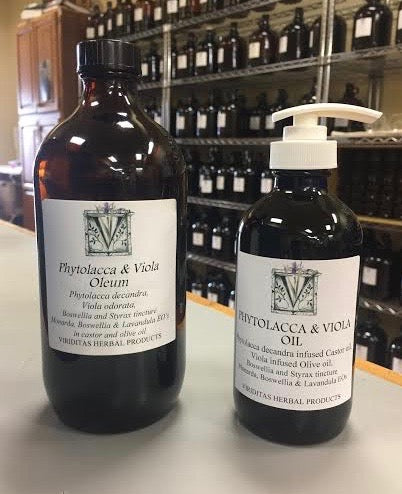 V
Phytolacca & Viola
Oleum
Phytolacca decandra,
Viola odorata,
Boswellia and Styrax tincture
Monarda, Boswellia & Lavandula EO's
in castor and olive oil
VIRIDITAS HERBAL PRODUCTS
V
PHYTOLACCA & VIOLA
OIL
Phytolacca decandra infused Castor oil,
Viola infused Olive oil,
Boswellia and Styrax tincture
Monarda, Boswellia & Lavandula EO's
VIRIDITAS HERBAL PRODUCTS